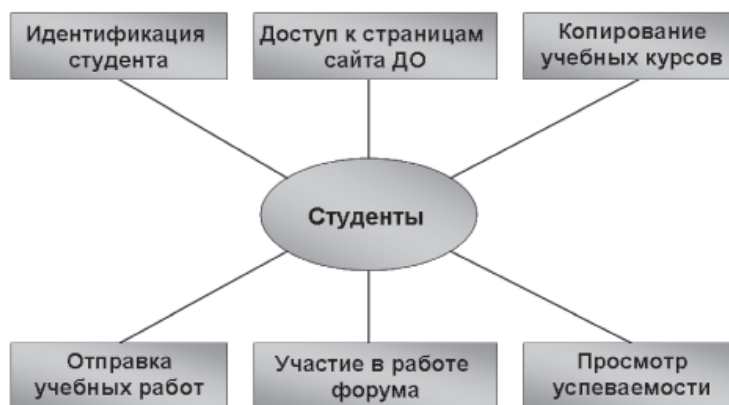 Идентификация
студента
Доступ к страницам
сайта ДО
Копирование
учебных курсов
Студенты
Отправка
учебных работ
Участие в работе
форума
Просмотр
успеваемости